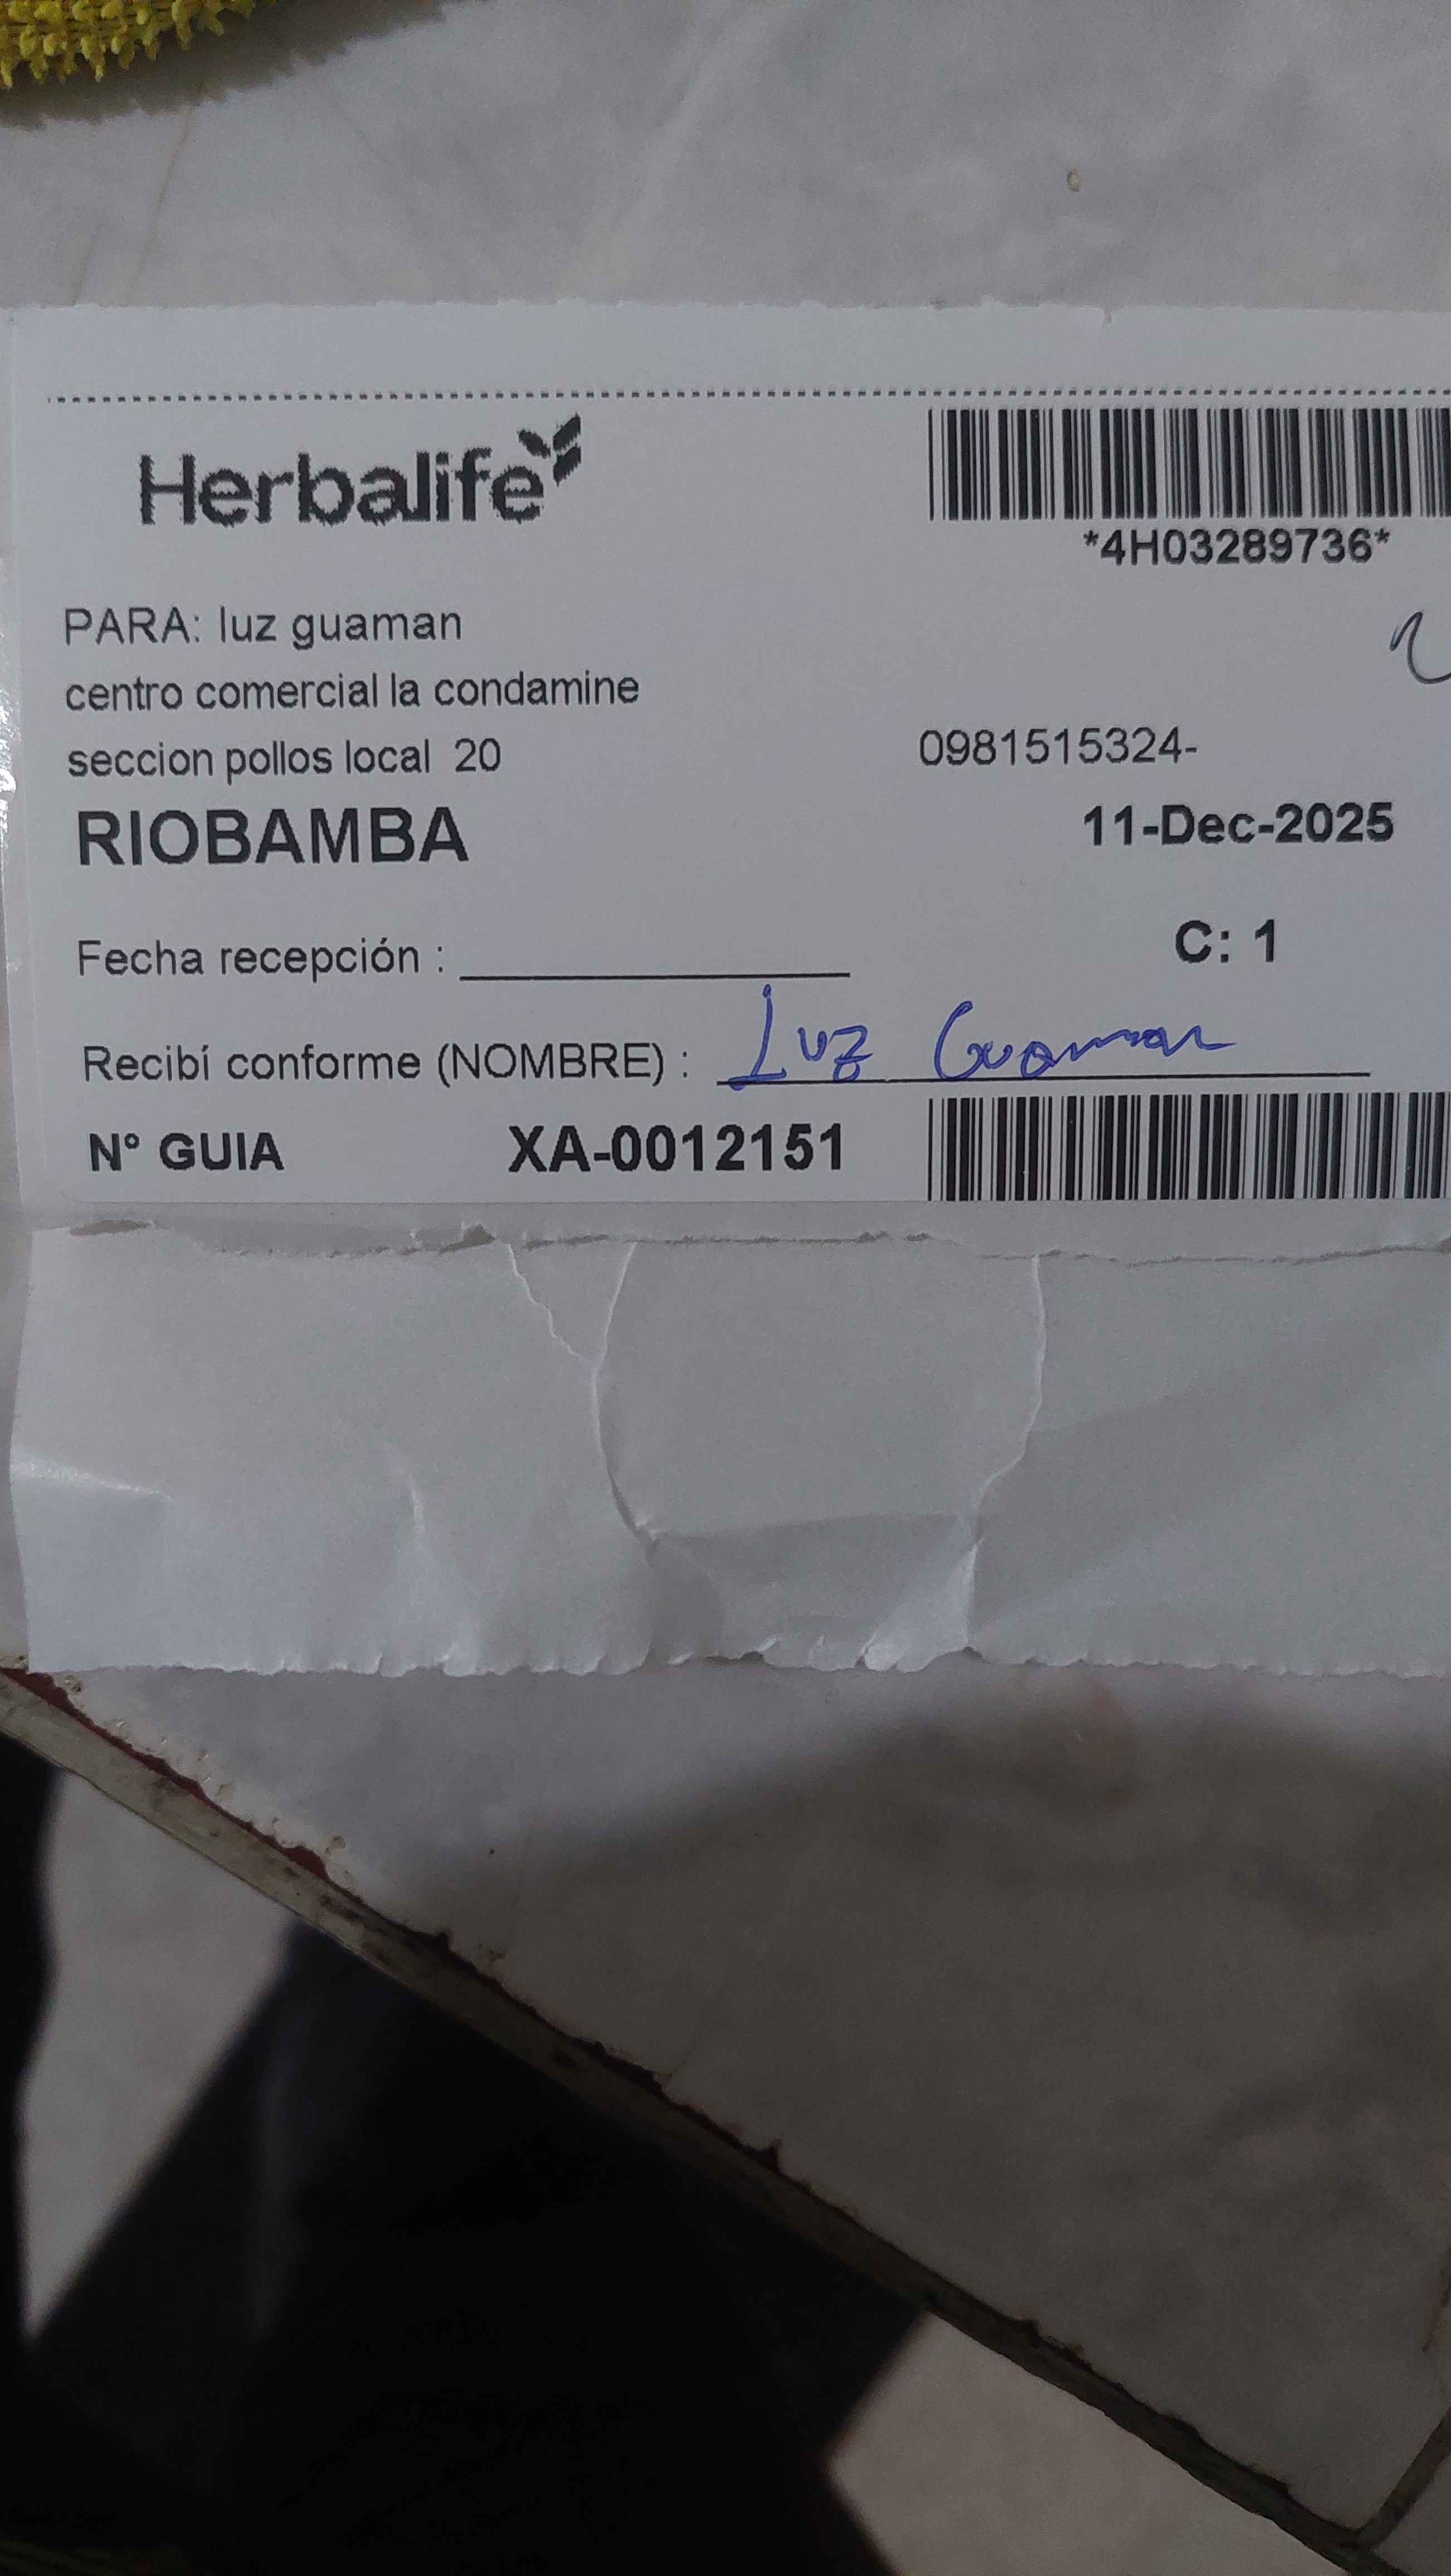 Herbalife
*4H03289736*
PARA: luz guaman
centro comercial la condamine
seccion pollos local 20
0981515324-
RIOBAMBA
11-Dec-2025
Fecha recepción :
C: 1
Recibí conforme (NOMBRE) : Luz Guaman
N° GUIA XA-0012151